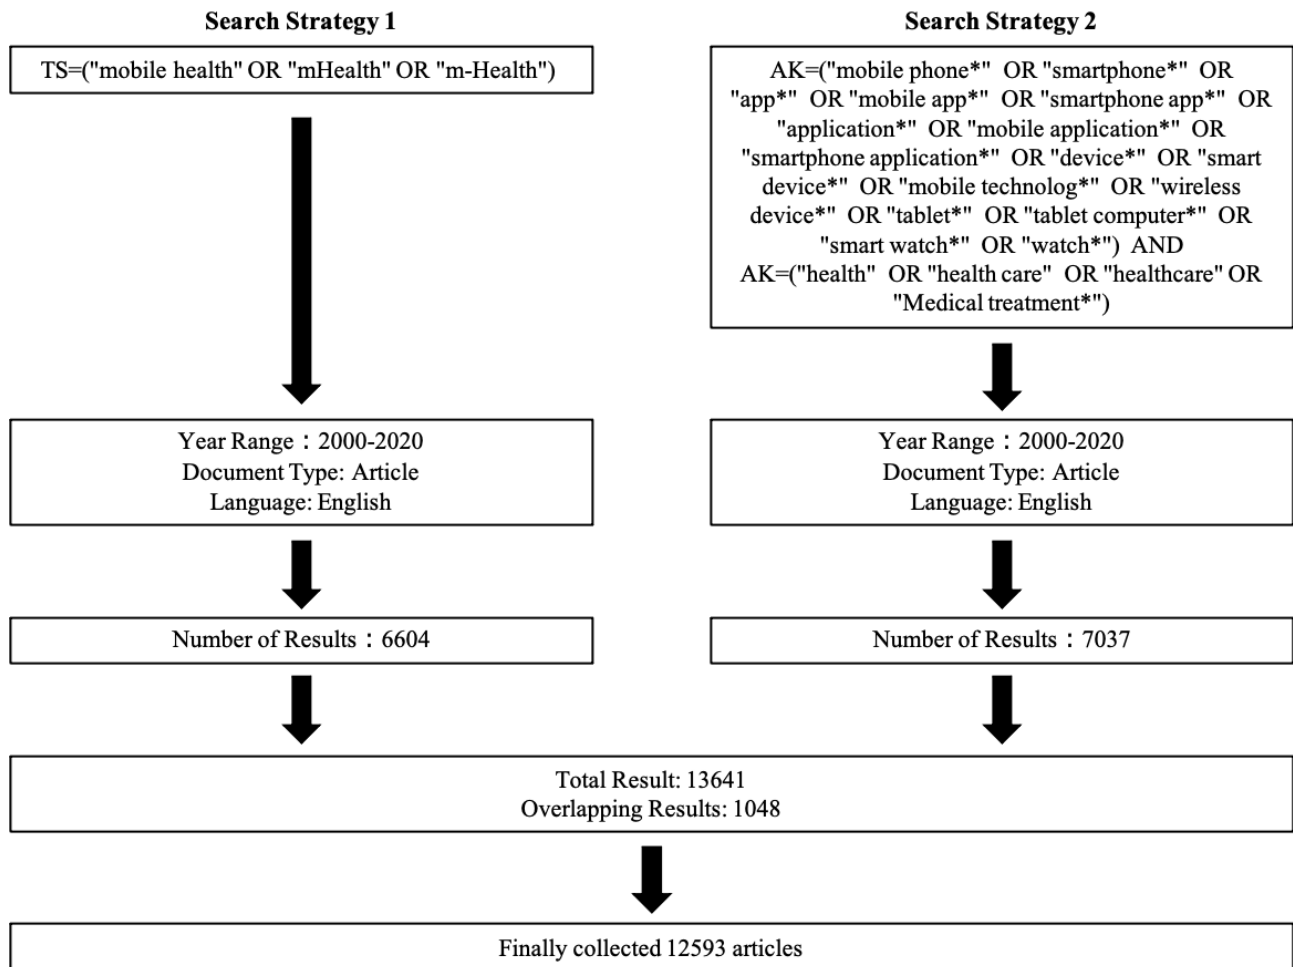 Search Strategy 1
TS=("mobile health" OR "mHealth" OR "m-Health")
Year Range：2000-2020
Document Type: Article
Language: English
Number of Results：6604
Search Strategy 2
AK=("mobile phone*" OR "smartphone*" OR
"app*" OR "mobile app*" OR "smartphone app*" OR
"application*" OR "mobile application*" OR
"smartphone application*" OR "device*" OR "smart
device*" OR "mobile technolog*" OR "wireless
device*" OR "tablet*" OR "tablet computer*" OR
"smart watch*" OR "watch*") AND
AK=("health" OR "health care" OR "healthcare" OR
"Medical treatment*")
Year Range：2000-2020
Document Type: Article
Language: English
Number of Results：7037
Total Result: 13641
Overlapping Results: 1048
Finally collected 12593 articles